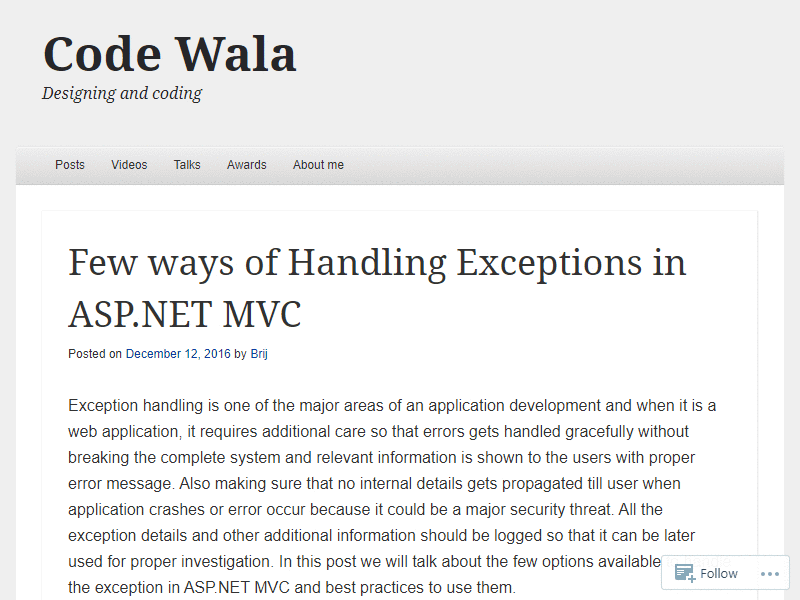 Code Wala
Designing and coding
Posts Videos Talks Awards About me
Few ways of Handling Exceptions in
ASP.NET MVC
Posted on December 12, 2016 by Brij
Exception handling is one of the major areas of an application development and when it is a
web application, it requires additional care so that errors gets handled gracefully without
breaking the complete system and relevant information is shown to the users with proper
error message. Also making sure that no internal details gets propagated till user when
application crashes or error occur because it could be a major security threat. All the
exception details and other additional information should be logged so that it can be later
used for proper investigation. In this post we will talk about the few options available
the exception in ASP.NET MVC and best practices to use them.
Follow